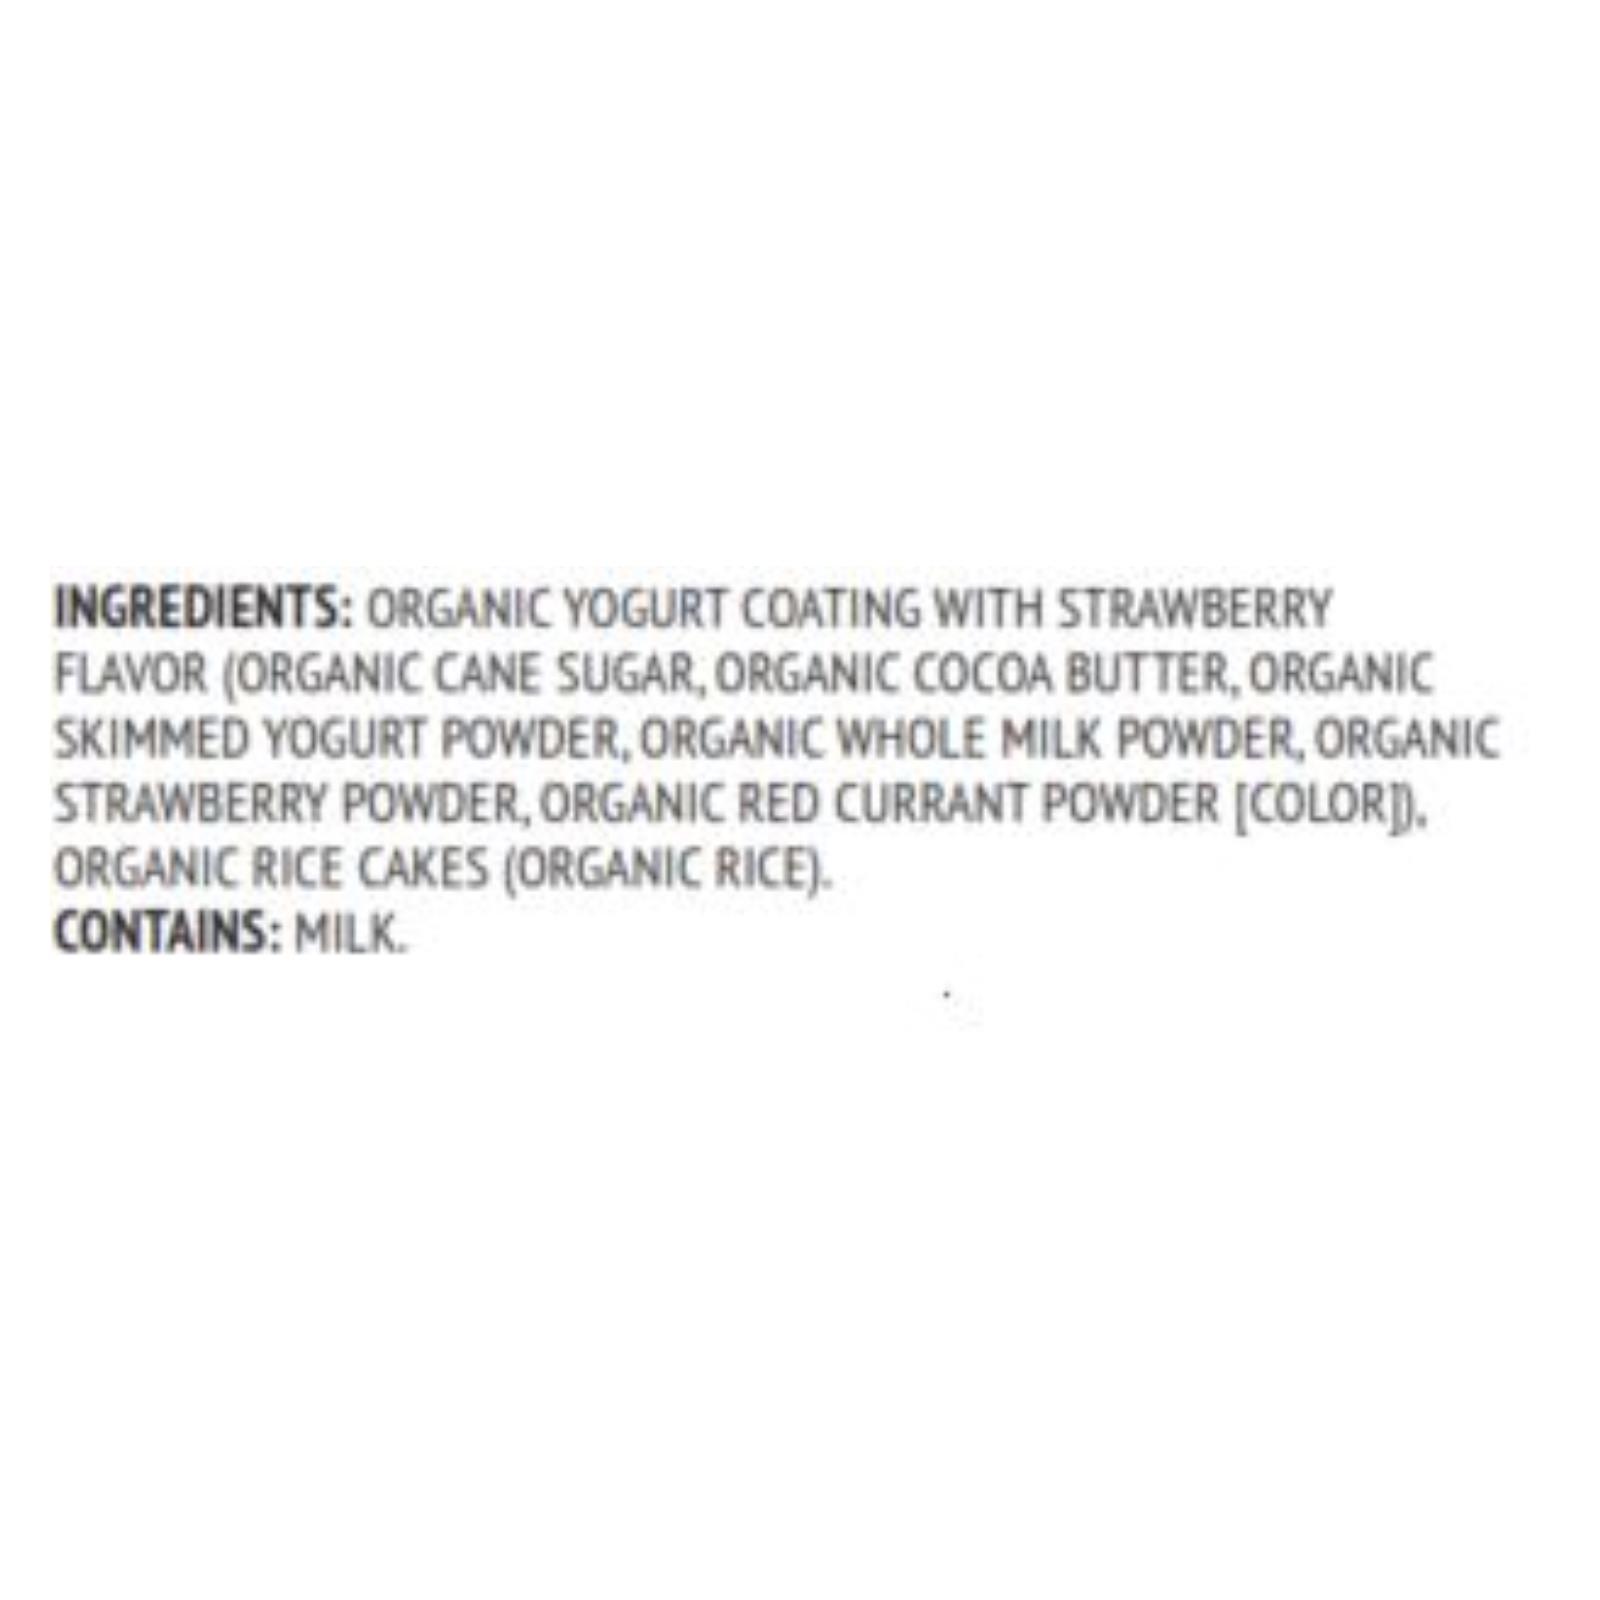 INGREDIENTS: ORGANIC YOGURT COATING WITH STRAWBERRY
FLAVOR (ORGANIC CANE SUGAR, ORGANIC COCOA BUTTER, ORGANIC
SKIMMED YOGURT POWDER, ORGANIC WHOLE MILK POWDER, ORGANIC
STRAWBERRY POWDER, ORGANIC RED CURRANT POWDER [COLOR]),
ORGANIC RICE CAKES (ORGANIC RICE).
CONTAINS: MILK.